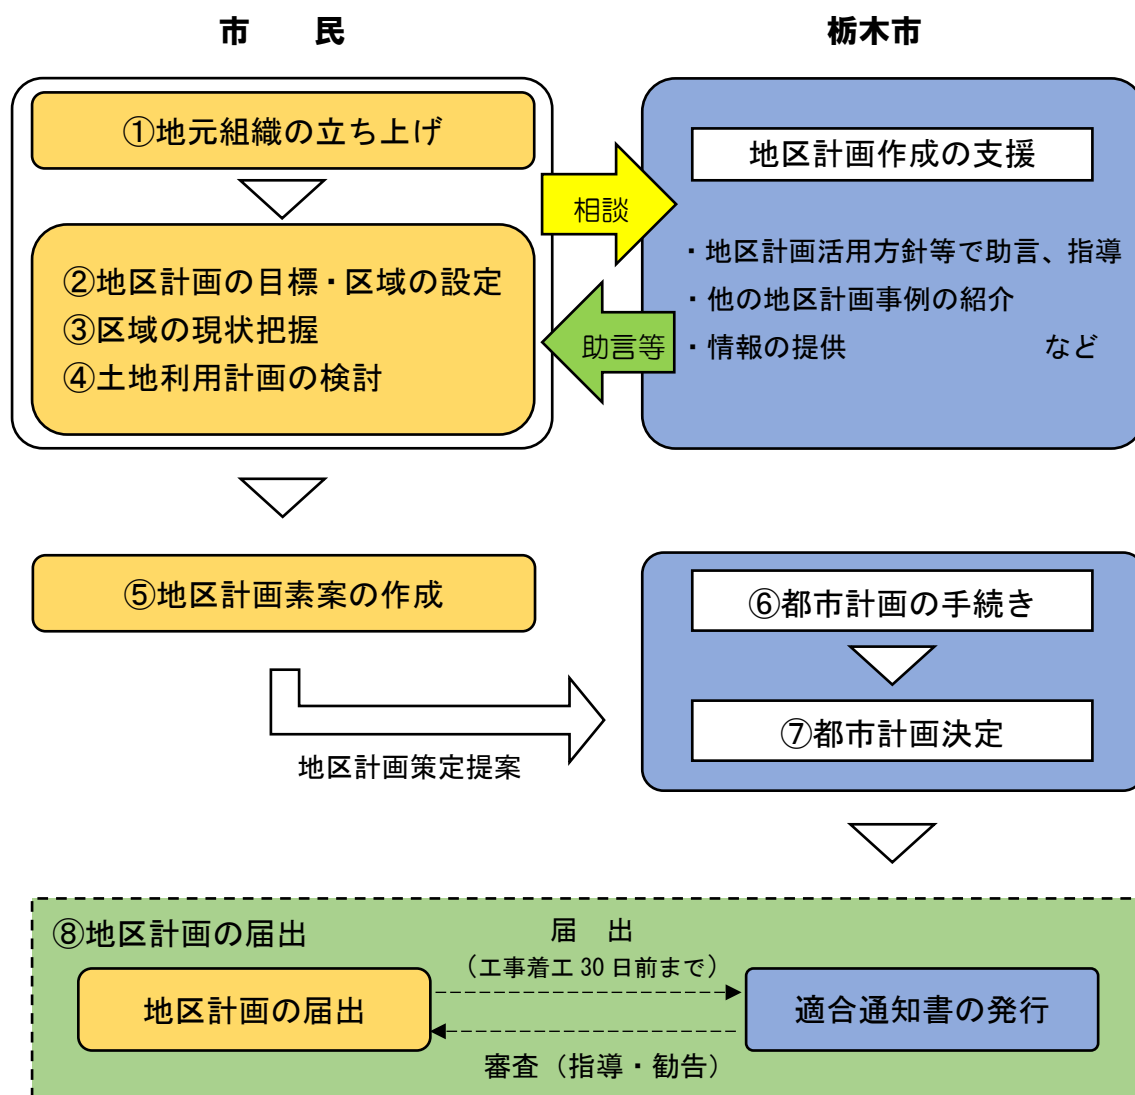 市　　民
栃木市
①地元組織の立ち上げ
②地区計画の目標・区域の設定
③区域の現状把握
④土地利用計画の検討
相談
助言等
地区計画作成の支援
・地区計画活用方針等で助言、指導
・他の地区計画事例の紹介
・情報の提供　　　　　　　など
⑤地区計画素案の作成
地区計画策定提案
⑥都市計画の手続き
⑦都市計画決定
⑧地区計画の届出
届　出
（工事着工 30 日前まで）
地区計画の届出
適合通知書の発行
審査（指導・勧告）